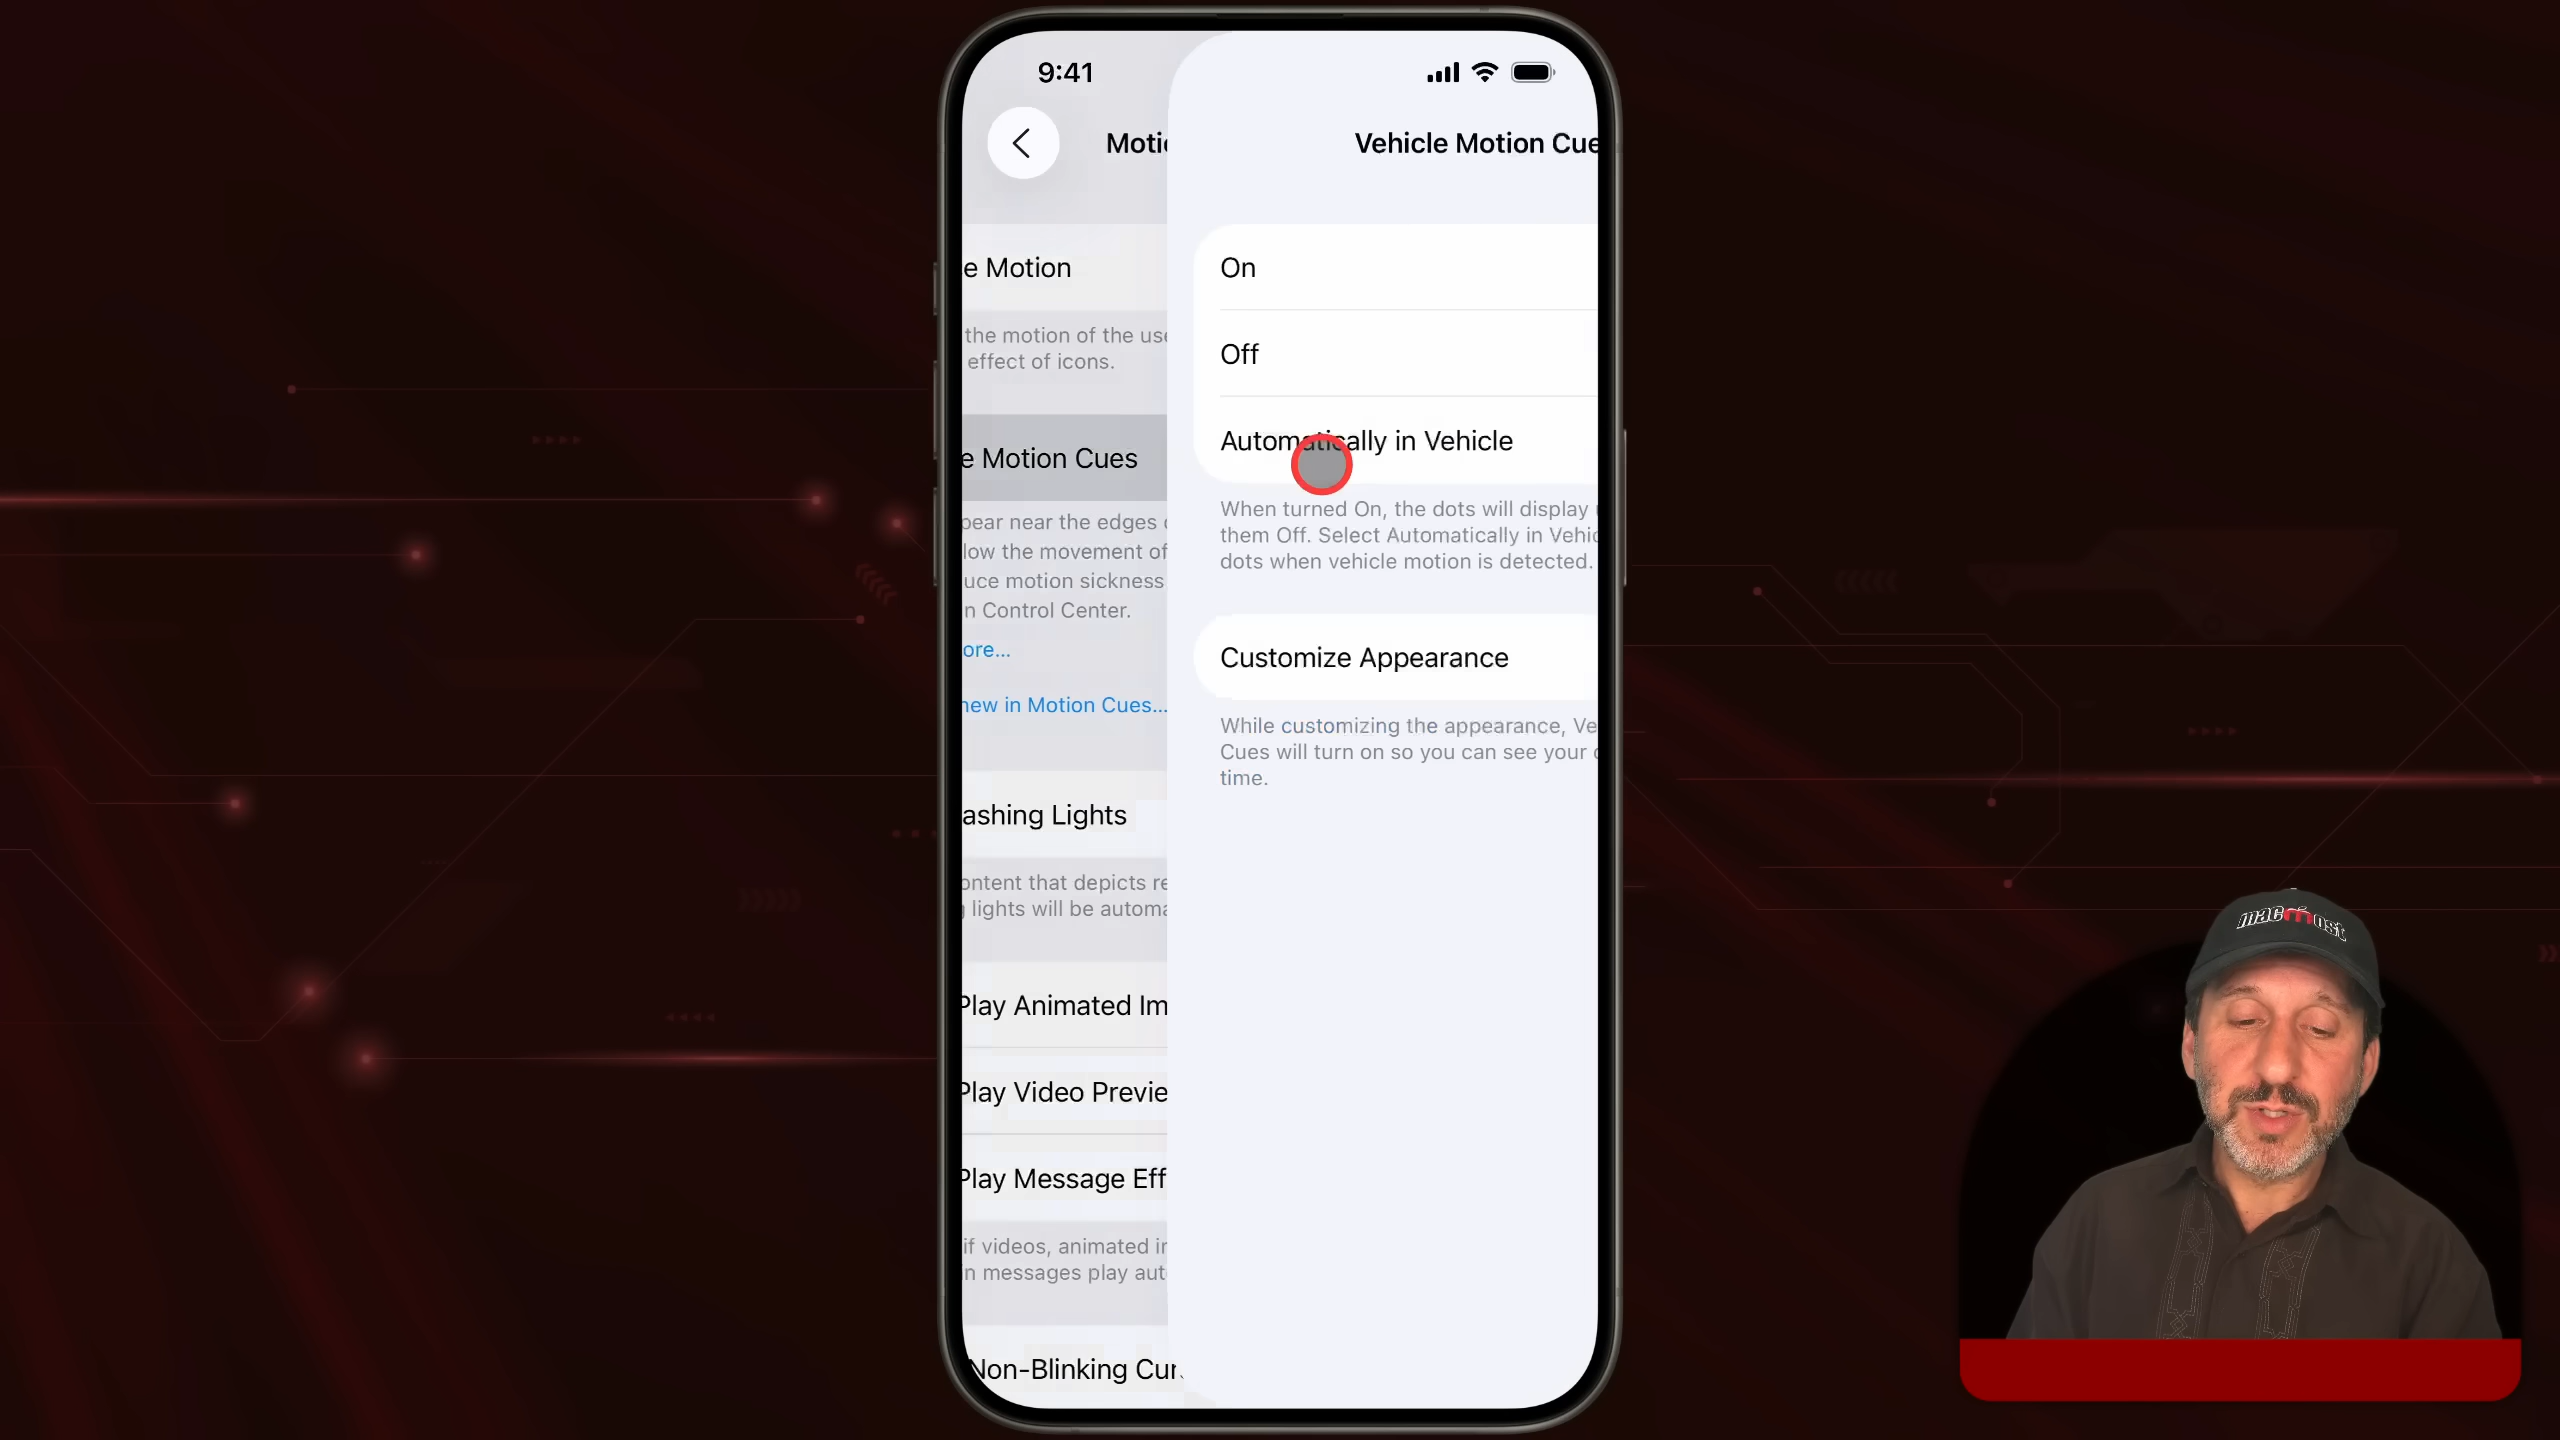 9:41
Motic
Vehicle Motion Cue
e Motion
the motion of the use
effect of icons.
e Motion Cues
pear near the edges
low the movement of
uce motion sickness
n Control Center.
ore...
new in Motion Cues...
ashing Lights
ontent that depicts re
lights will be automa
Play Animated Im
Play Video Previe
Play Message Eff
if videos, animated
in messages play aut
Non-Blinking Cur
On
Off
Automatically in Vehicle
When turned On, the dots will display
them Off. Select Automatically in Vehic
dots when vehicle motion is detected.
Customize Appearance
While customizing the appearance, Ve
Cues will turn on so you can see your
time.
macmost